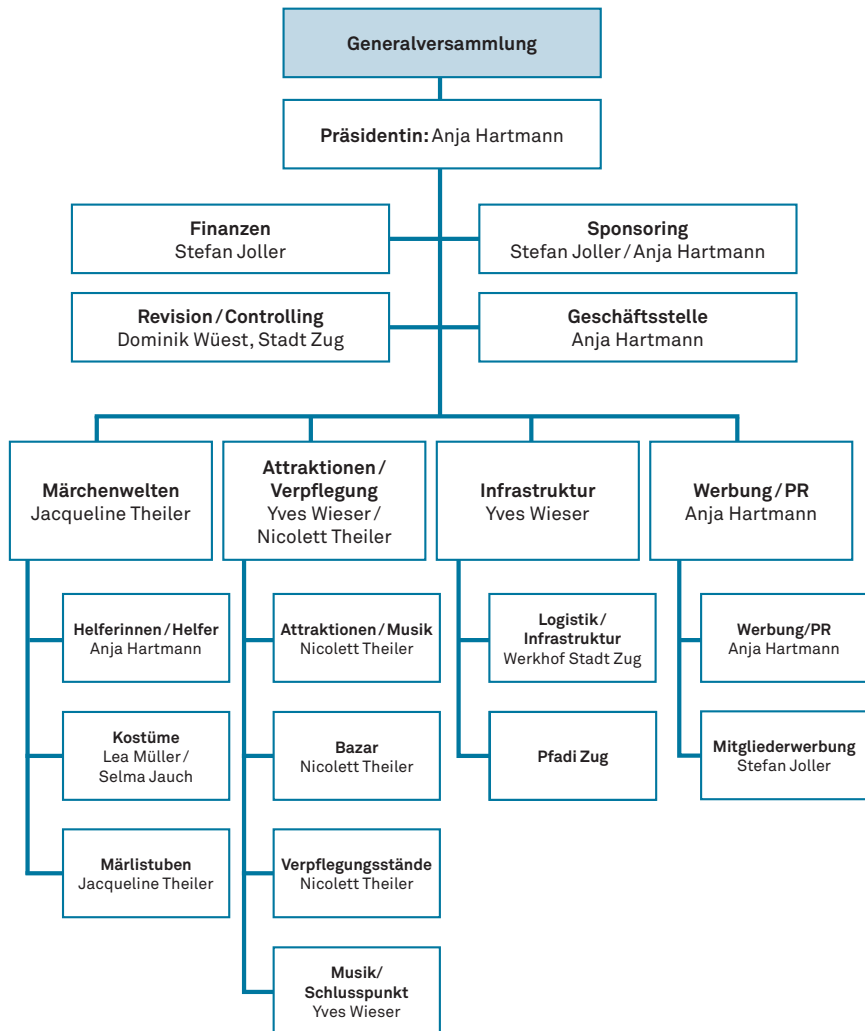 Generalversammlung
Präsidentin: Anja Hartmann
Finanzen
Stefan Joller
Sponsoring
Stefan Joller / Anja Hartmann
Revision / Controlling
Dominik Wüest, Stadt Zug
Geschäftsstelle
Anja Hartmann
Märchenwelten
Jacqueline Theiler
Attraktionen /
Verpflegung
Yves Wieser /
Nicolett Theiler
Infrastruktur
Yves Wieser
Werbung / PR
Anja Hartmann
Helferinnen / Helfer
Anja Hartmann
Attraktionen / Musik
Nicolett Theiler
Logistik /
Infrastruktur
Werkhof Stadt Zug
Werbung/PR
Anja Hartmann
Kostüme
Lea Müller /
Selma Jauch
Bazar
Nicolett Theiler
Pfadi Zug
Mitgliederwerbung
Stefan Joller
Märlistuben
Jacqueline Theiler
Verpflegungsstände
Nicolett Theiler
Musik/
Schlusspunkt
Yves Wieser